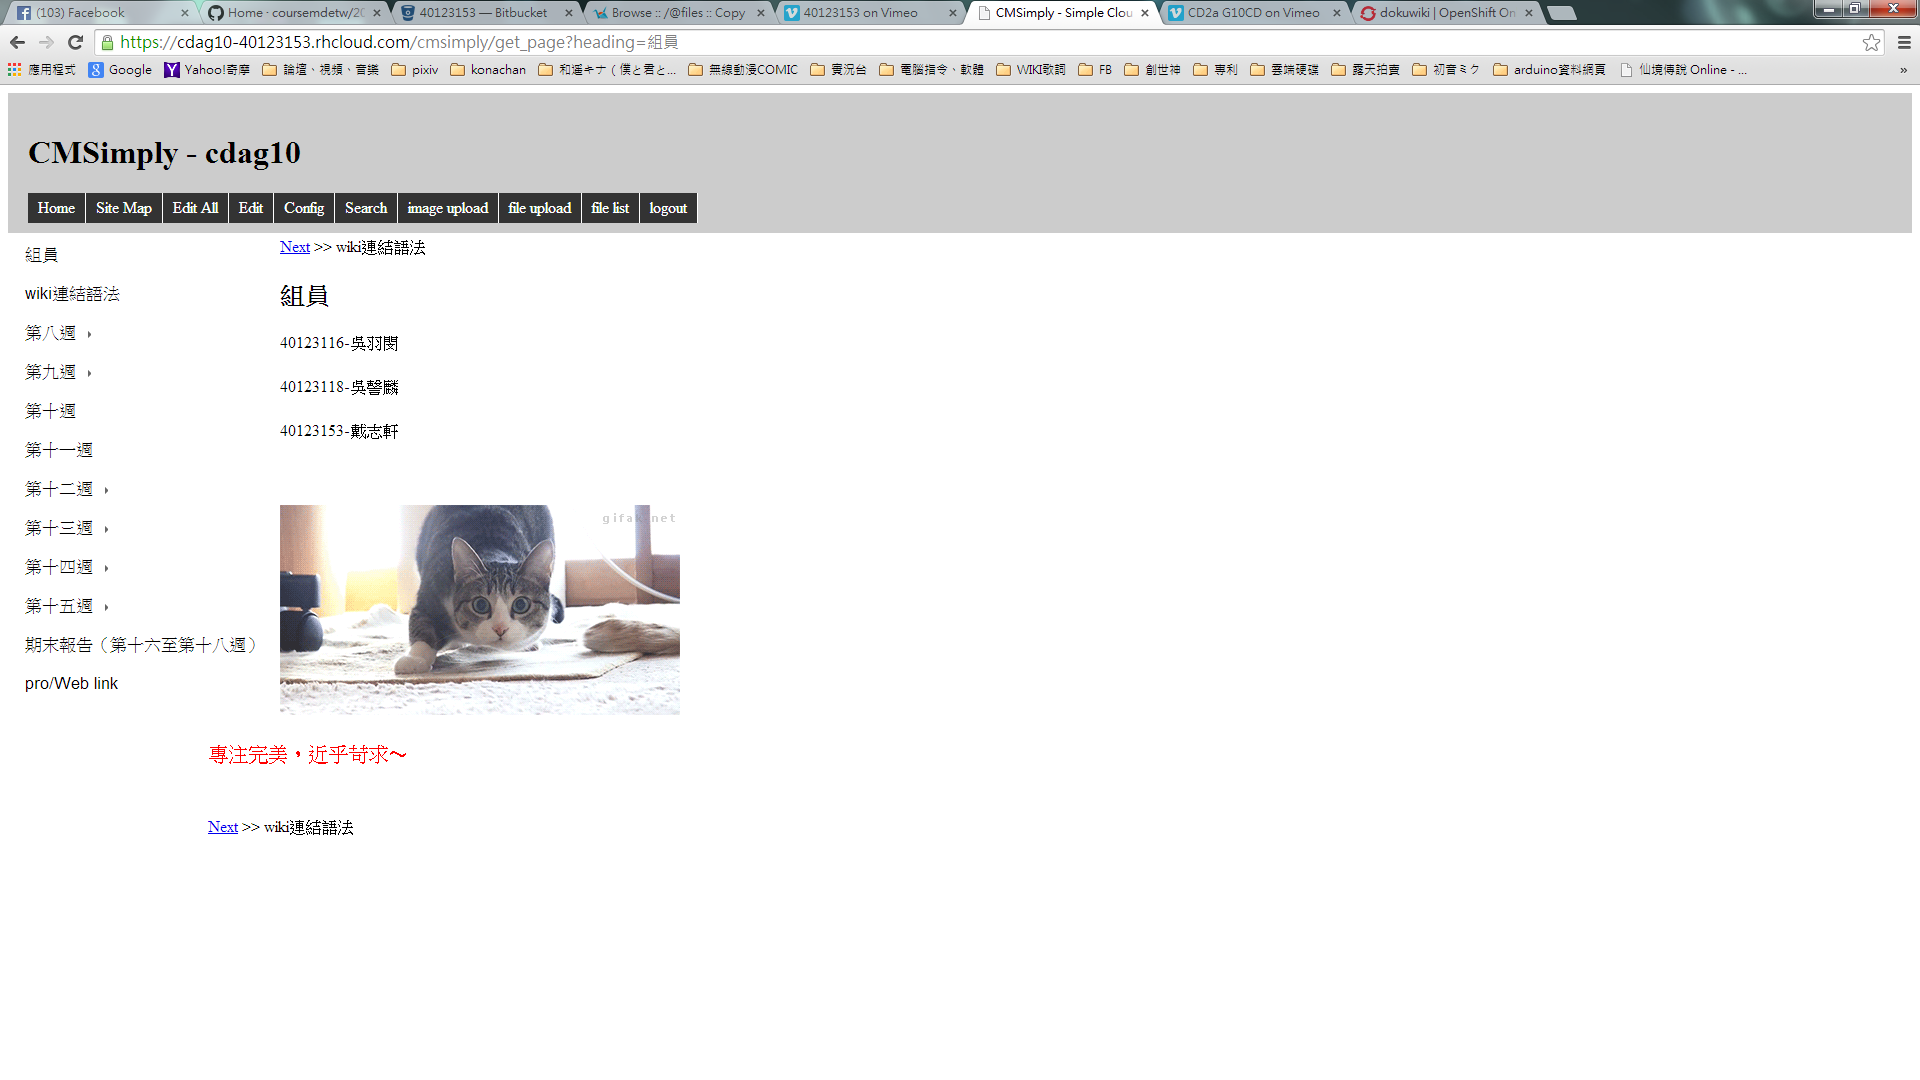 (103) Facebook
Home · coursemdetw/20
40123153 — Bitbucket
Browse :: /@files :: Copy
40123153 on Vimeo
CMSimply - Simple Clou
CD2a G10CD on Vimeo
dokuwiki | OpenShift On
https://cdag10-40123153.rhcloud.com/cmsimply/get_page?heading=組員
應用程式
Google
Yahoo!奇摩
論壇、視頻、音樂
pixiv
konachan
和遥キナ（僕と君と...
無線動漫COMIC
實況台
電腦指令、軟體
WIKI歌詞
FB
創世神
專利
雲端硬碟
露天拍賣
初音ミク
arduino資料網頁
仙境傳說 Online - ...
»
CMSimply - cdag10
Home
Site Map
Edit All
Edit
Config
Search
image upload
file upload
file list
logout
組員
wiki連結語法
第八週
第九週
第十週
第十一週
第十二週
第十三週
第十四週
第十五週
期末報告（第十六至第十八週）
pro/Web link
Next >> wiki連結語法
組員
40123116-吳羽閔
40123118-吳謦麟
40123153-戴志軒
專注完美，近乎苛求～
Next >> wiki連結語法